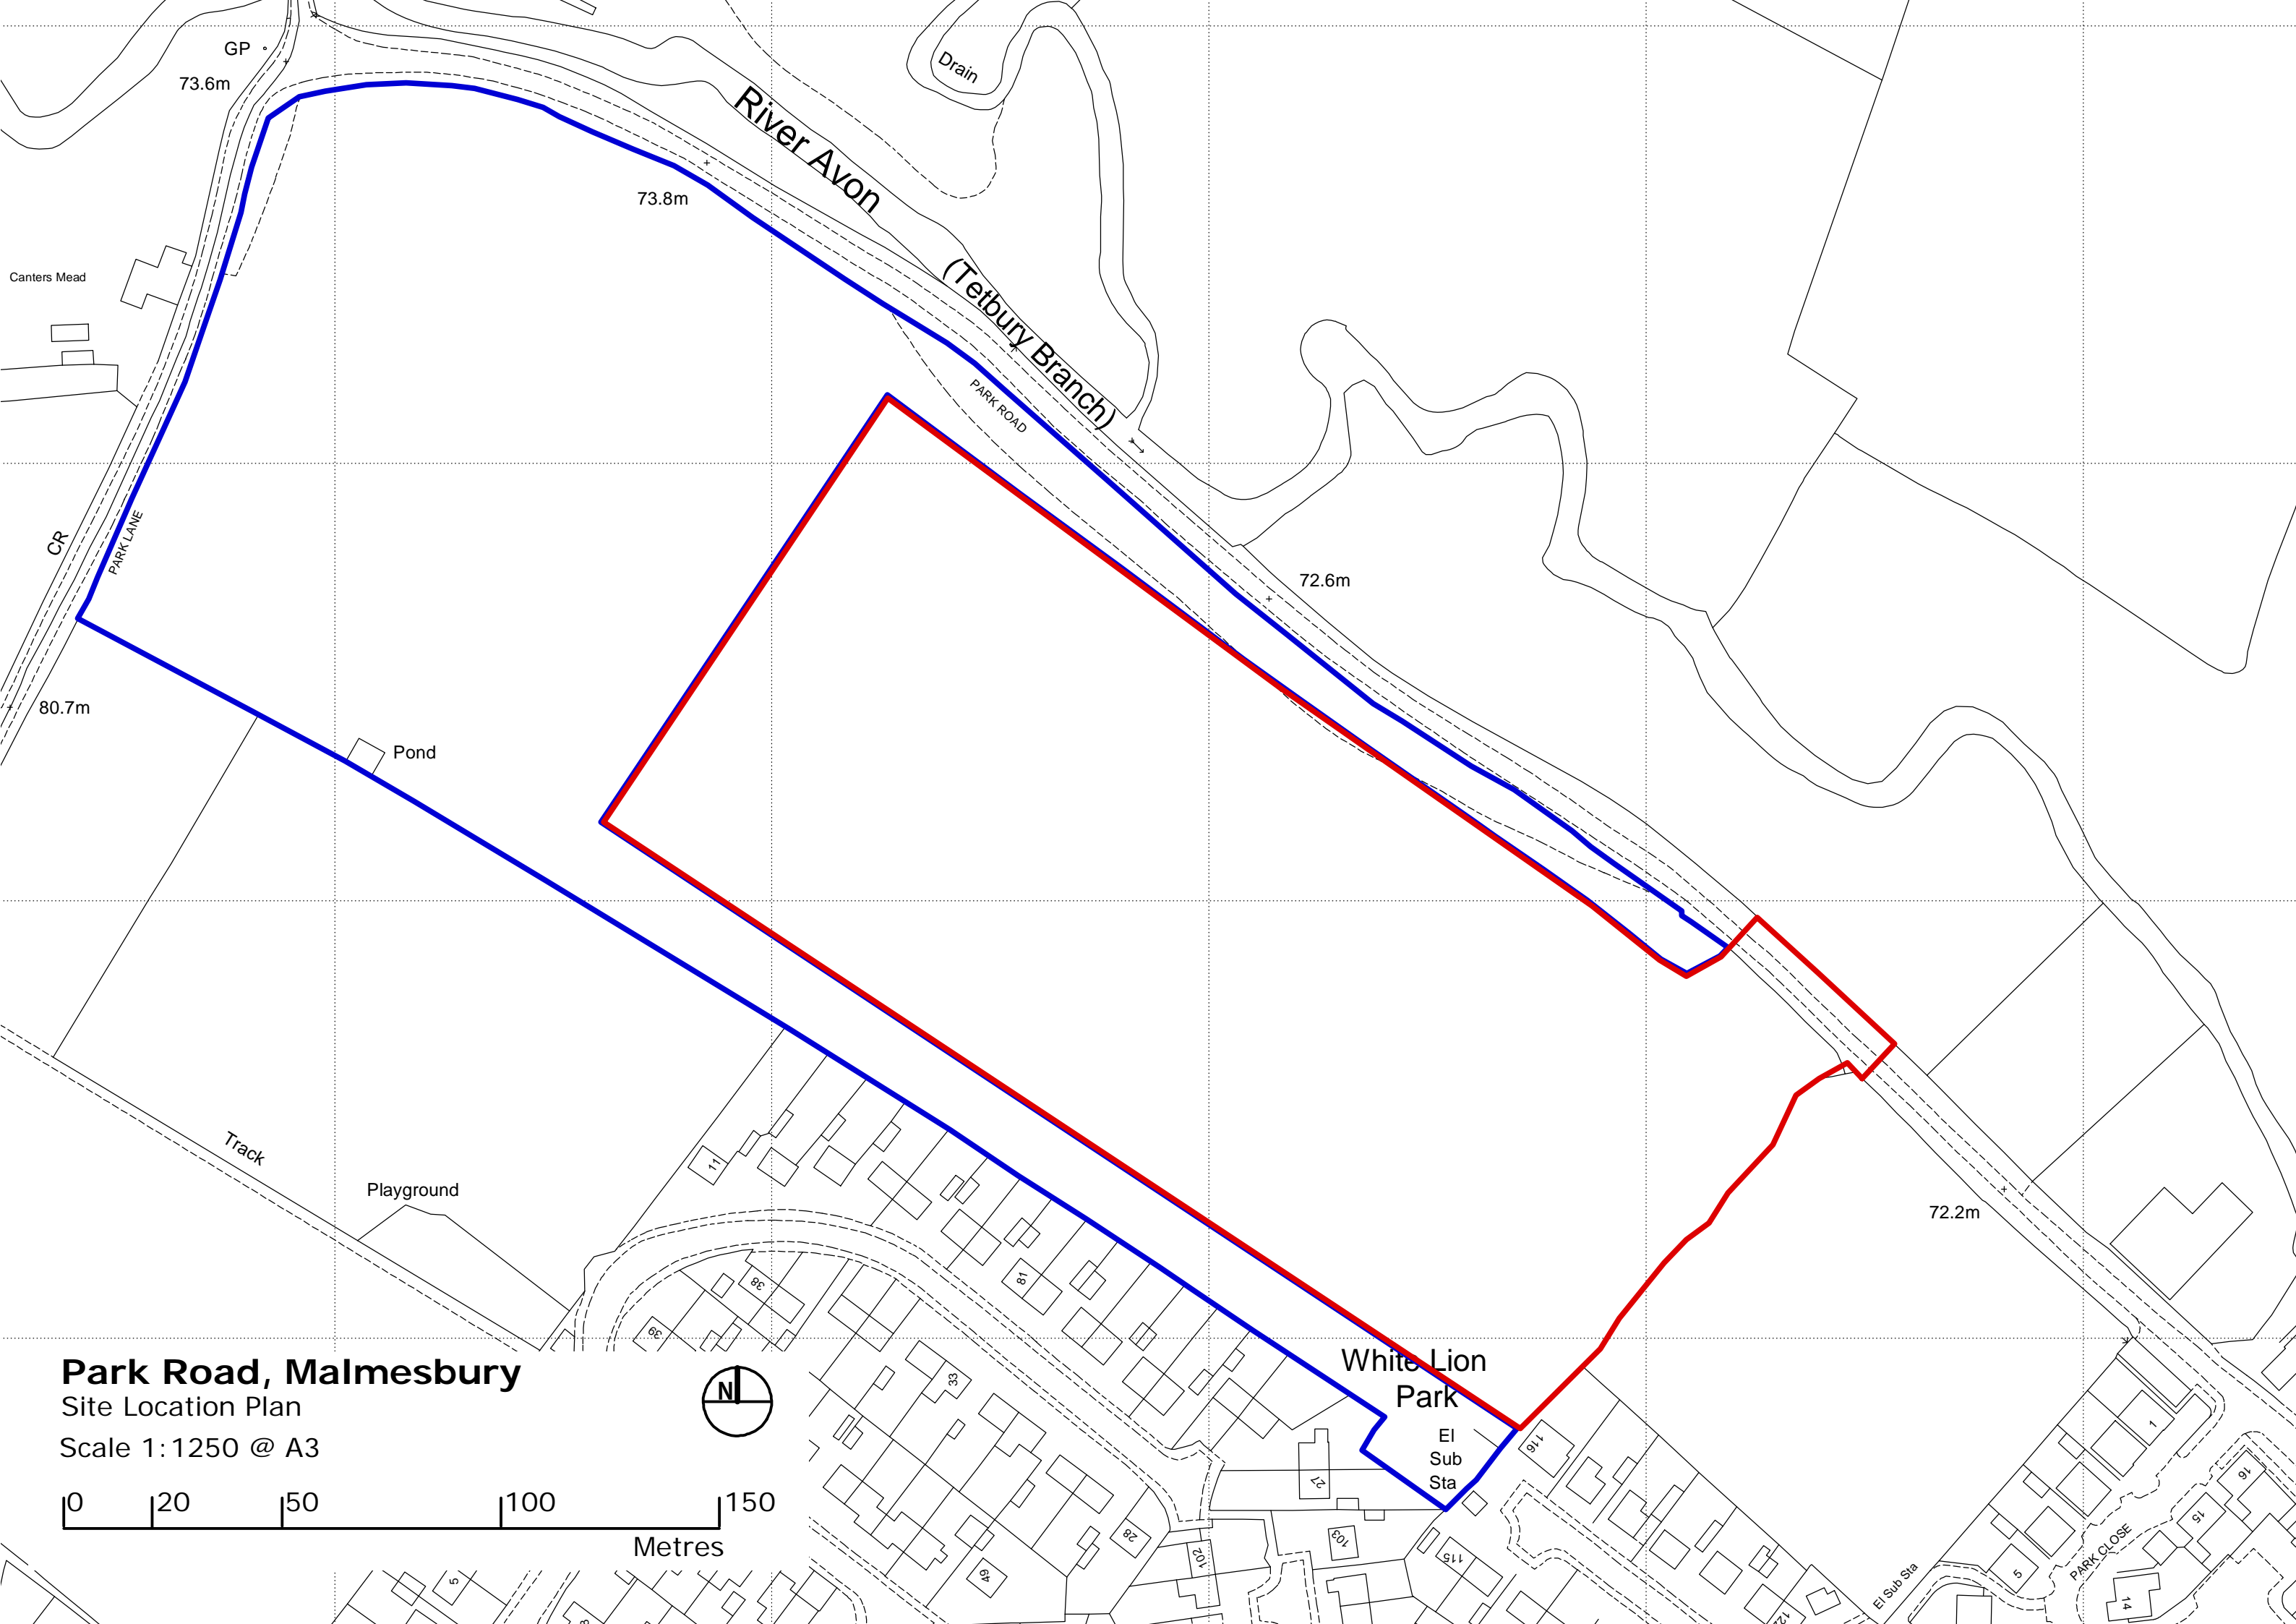 GP
73.6m
Drain
River Avon
73.8m
Canters Mead
(Tetbury Branch)
PARK ROAD
CR
PARK LANE
72.6m
80.7m
Pond
Track
Playground
11
72.2m
38
81
39
White Lion
Park
33
El
Sub
Sta
116
27
1
16
15
28
103
102
115
49
5
PARK CLOSE
5
El Sub Sta
14
Park Road, Malmesbury
Site Location Plan
Scale 1:1250 @ A3
N
0 20 50 100 150
Metres